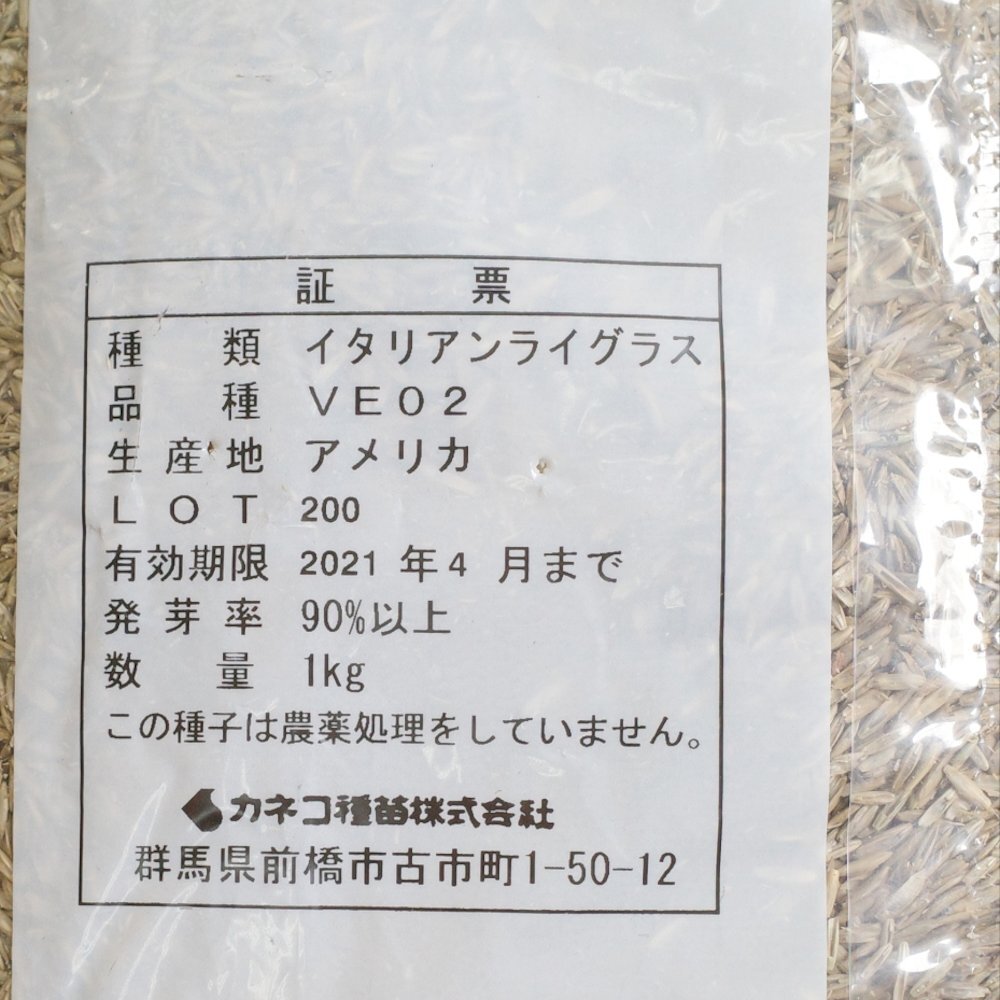 証 票
種 類 イタリアンライグラス
品 種 ＶＥ０２
生 産 地 アメリカ
ＬＯＴ 200
有効期限 2021 年 4 月まで
発 芽 率 90%以上
数 量 1kg
この種子は農薬処理をしていません。
カネコ種苗株式会社
群馬県前橋市古市町1-50-12